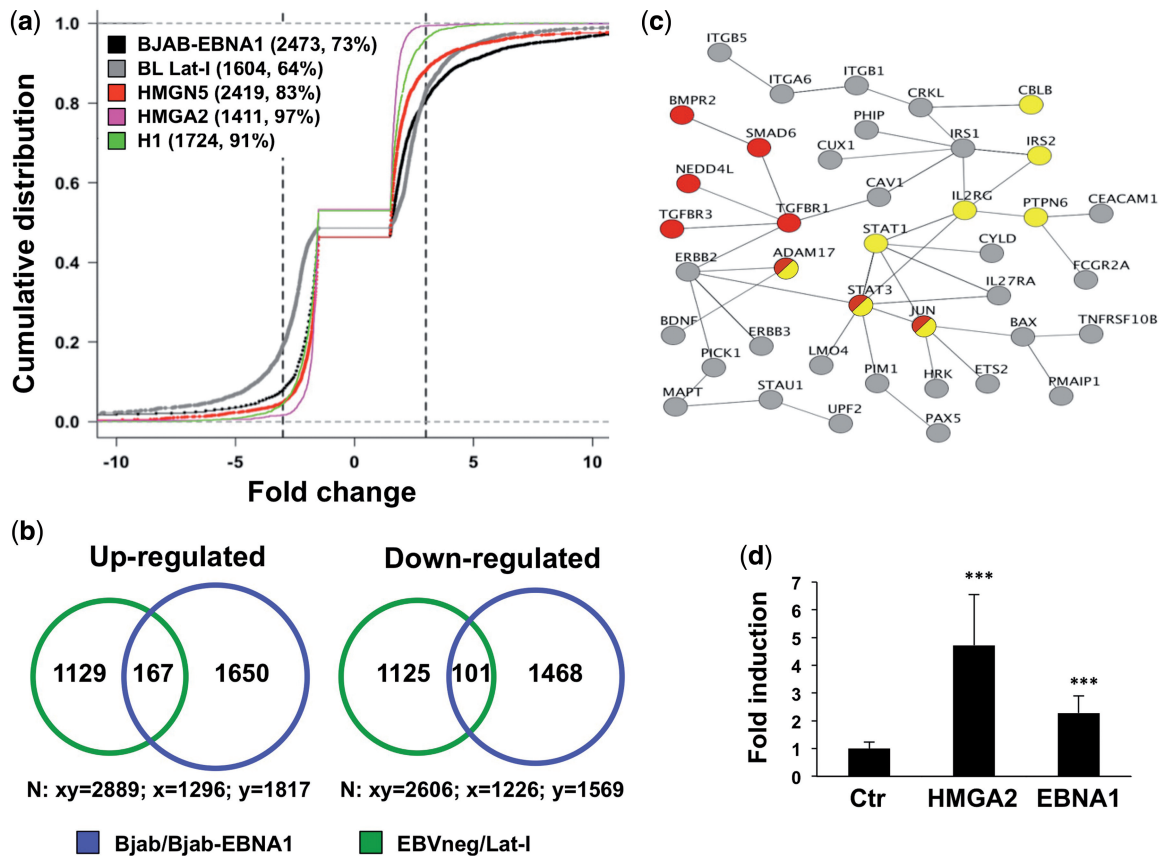 (a)
1.0
0.8
0.6
0.4
0.2
0.0
Cumulative distribution
BJAB-EBNA1 (2473, 73%)
BL Lat-I (1604, 64%)
HMGN5 (2419, 83%)
HMGA2 (1411, 97%)
H1 (1724, 91%)
-10 -5 0 5 10
Fold change
(c)
ITGB5
ITGA6
ITGB1
CRKL
CBLB
BMPR2
PHIP
SMAD6
IRS1
IRS2
CUX1
NEDD4L
CAV1
IL2RG
PTPN6
CEACAM1
TGFBR3
TGFBR1
STAT1
CYLD
ERBB2
ADAM17
FCGR2A
STAT3
IL27RA
JUN
BDNF
ERBB3
BAX
TNFRSF10B
PICK1
LMO4
PIM1
HRK
ETS2
PMAIP1
MAPT
STAU1
UPF2
PAX5
(b)
Up-regulated
1129 167 1650
N: xy=2889; x=1296; y=1817
Down-regulated
1125 101 1468
N: xy=2606; x=1226; y=1569
Bjab/Bjab-EBNA1
EBVneg/Lat-I
(d)
Fold induction
7
6
5
4
3
2
1
0
***
***
Ctr HMGA2 EBNA1